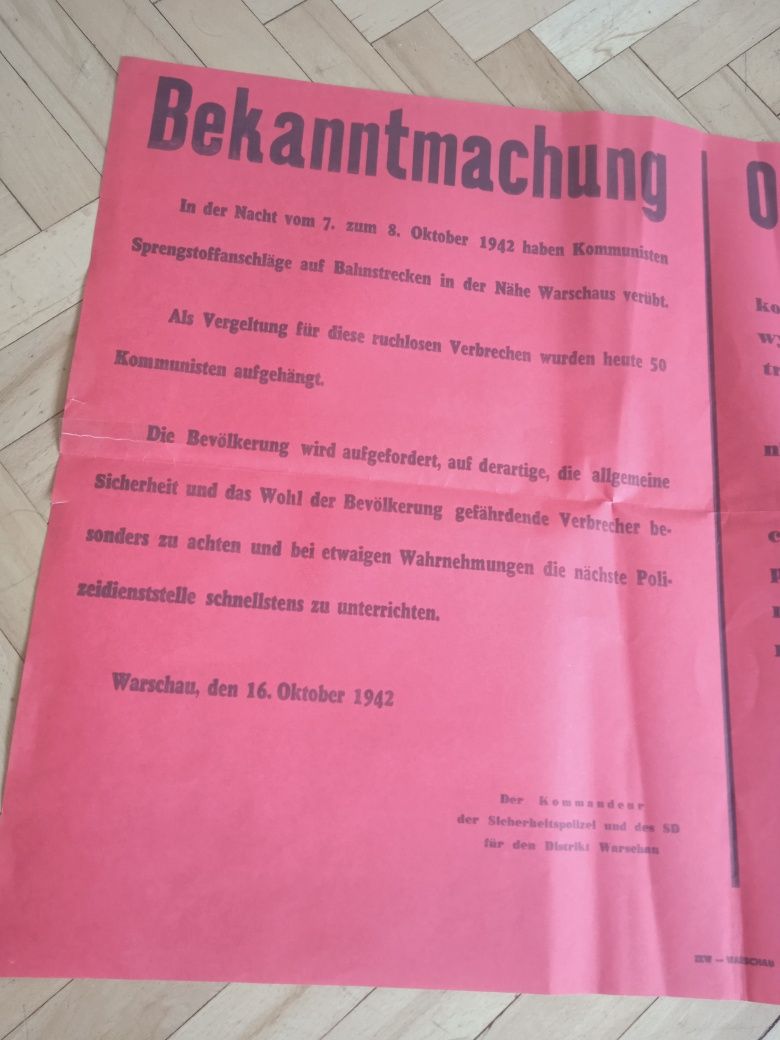 Bekanntmachung
In der Nacht vom 7. zum 8. Oktober 1942 haben Kommunisten
Sprengstoffanschläge auf Bahnstrecken in der Nähe Warschaus verübt.
Als Vergeltung für diese ruchlosen Verbrechen wurden heute 50
Kommunisten aufgehängt.
Die Bevölkerung wird aufgefordert, auf derartige, die allgemeine
Sicherheit und das Wohl der Bevölkerung gefährdende Verbrecher be-
sonders zu achten und bei etwaigen Wahrnehmungen die nächste Poli-
zeidienststelle schnellstens zu unterrichten.
Warschau, den 16. Oktober 1942
Der Kommandeur
der Sicherheitspolizei und des SD
für den Distrikt Warschau
O
ko
wy
tr
n
c
p
WARSCHAU